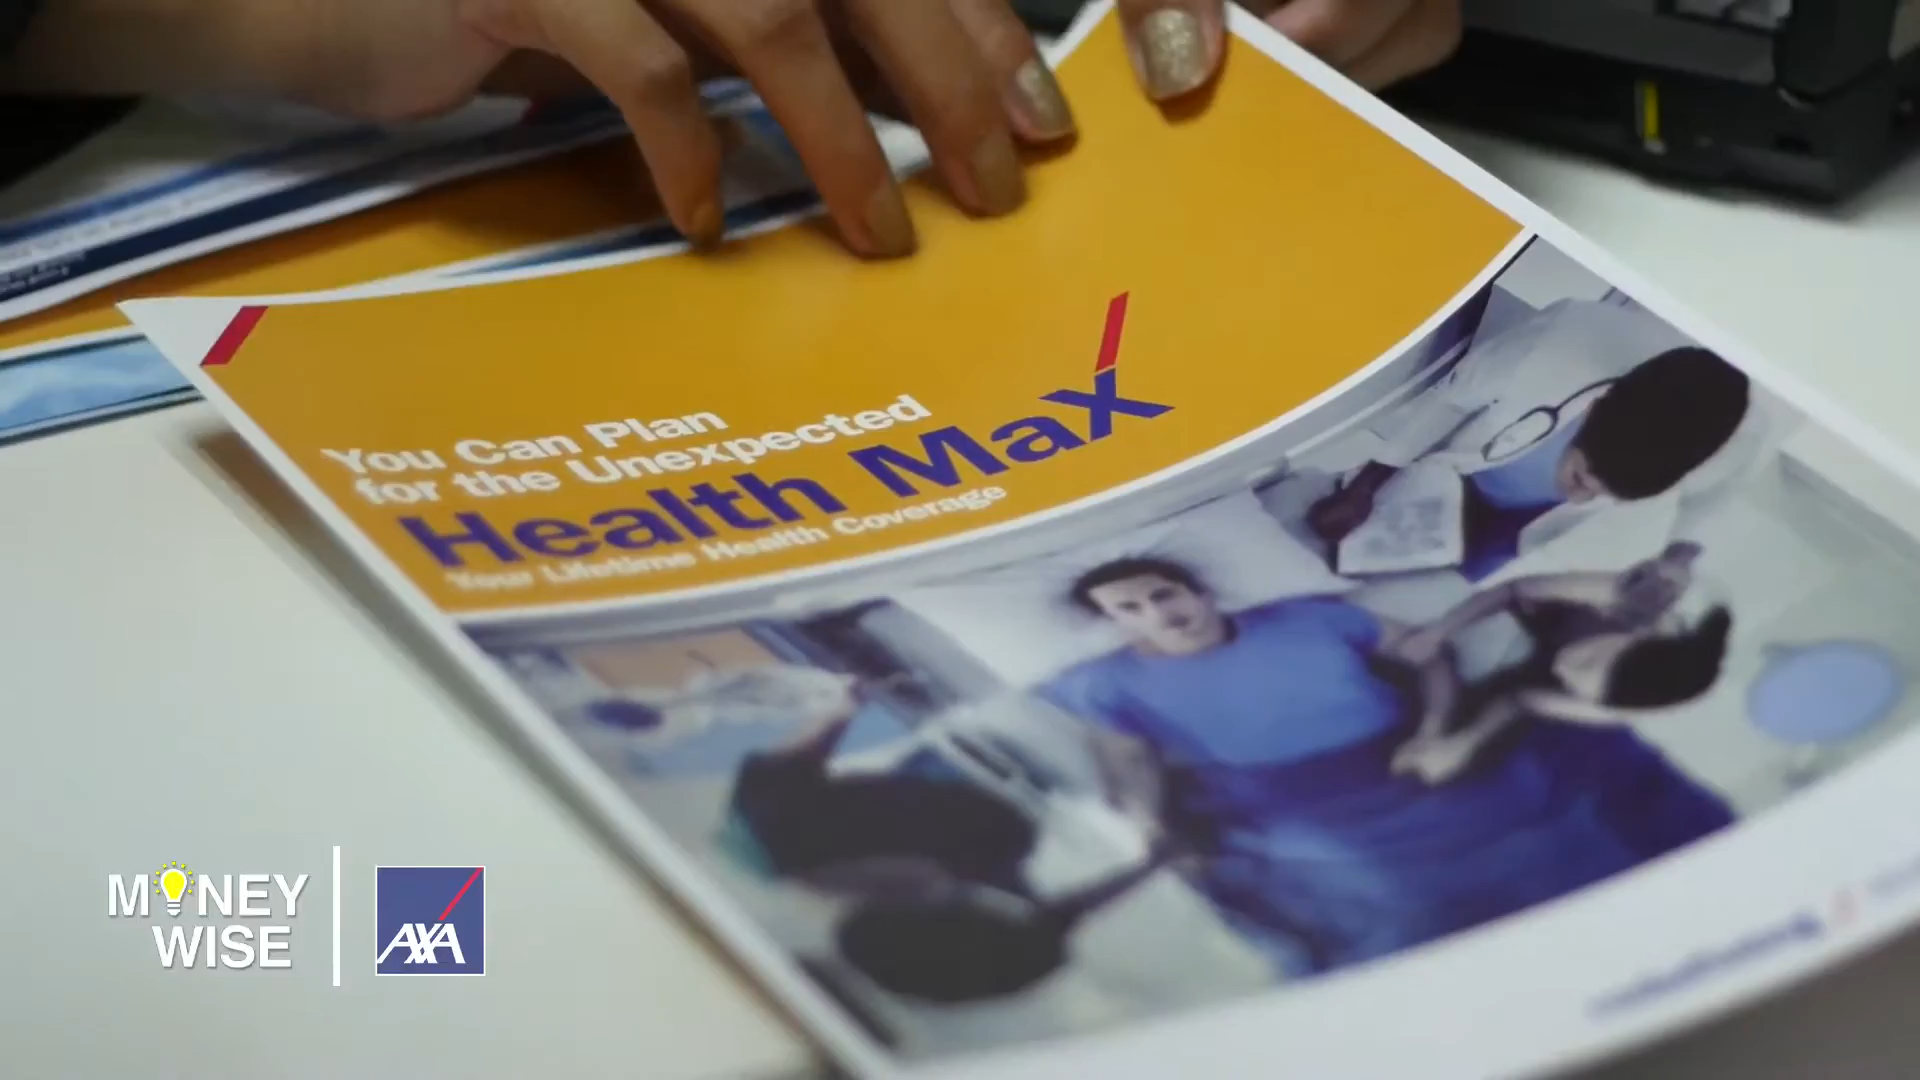 You Can Plan
for the Unexpected
Health Max
Your Lifetime Health Coverage
MONEY
WISE
AXA